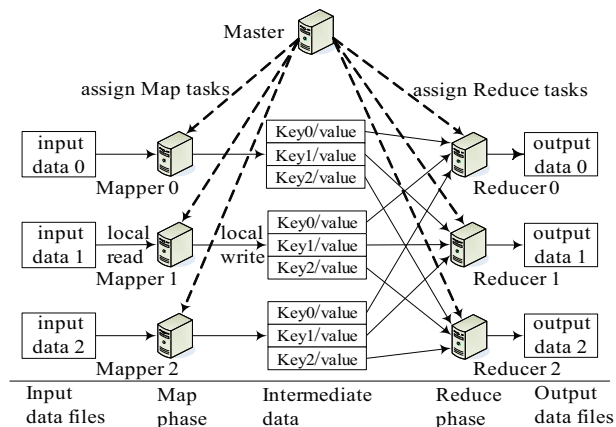 Master
assign Map tasks
assign Reduce tasks
input
data 0
Mapper 0
Key0/value
Key1/value
Key2/value
Reducer 0
output
data 0
input
data 1
local
read
Mapper 1
local
write
Key0/value
Key1/value
Key2/value
Reducer 1
output
data 1
input
data 2
Mapper 2
Key0/value
Key1/value
Key2/value
Reducer 2
output
data 2
Input
data files
Map
phase
Intermediate
data
Reduce
phase
Output
data files